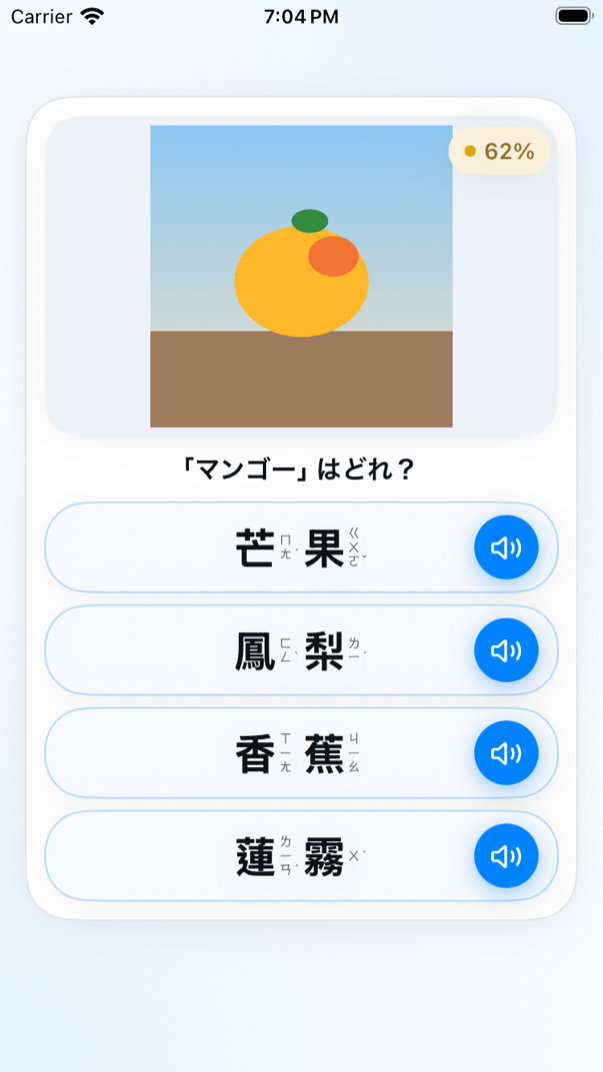 Carrier 7:04 PM
62%
「マンゴー」はどれ？
芒ㄇㄤˊ果ㄍㄨㄛˇ
鳳ㄈㄥˋ梨ㄌㄧˊ
香ㄒㄧㄤ蕉ㄐㄧㄠ
蓮ㄌㄧㄢˊ霧ㄨˋ